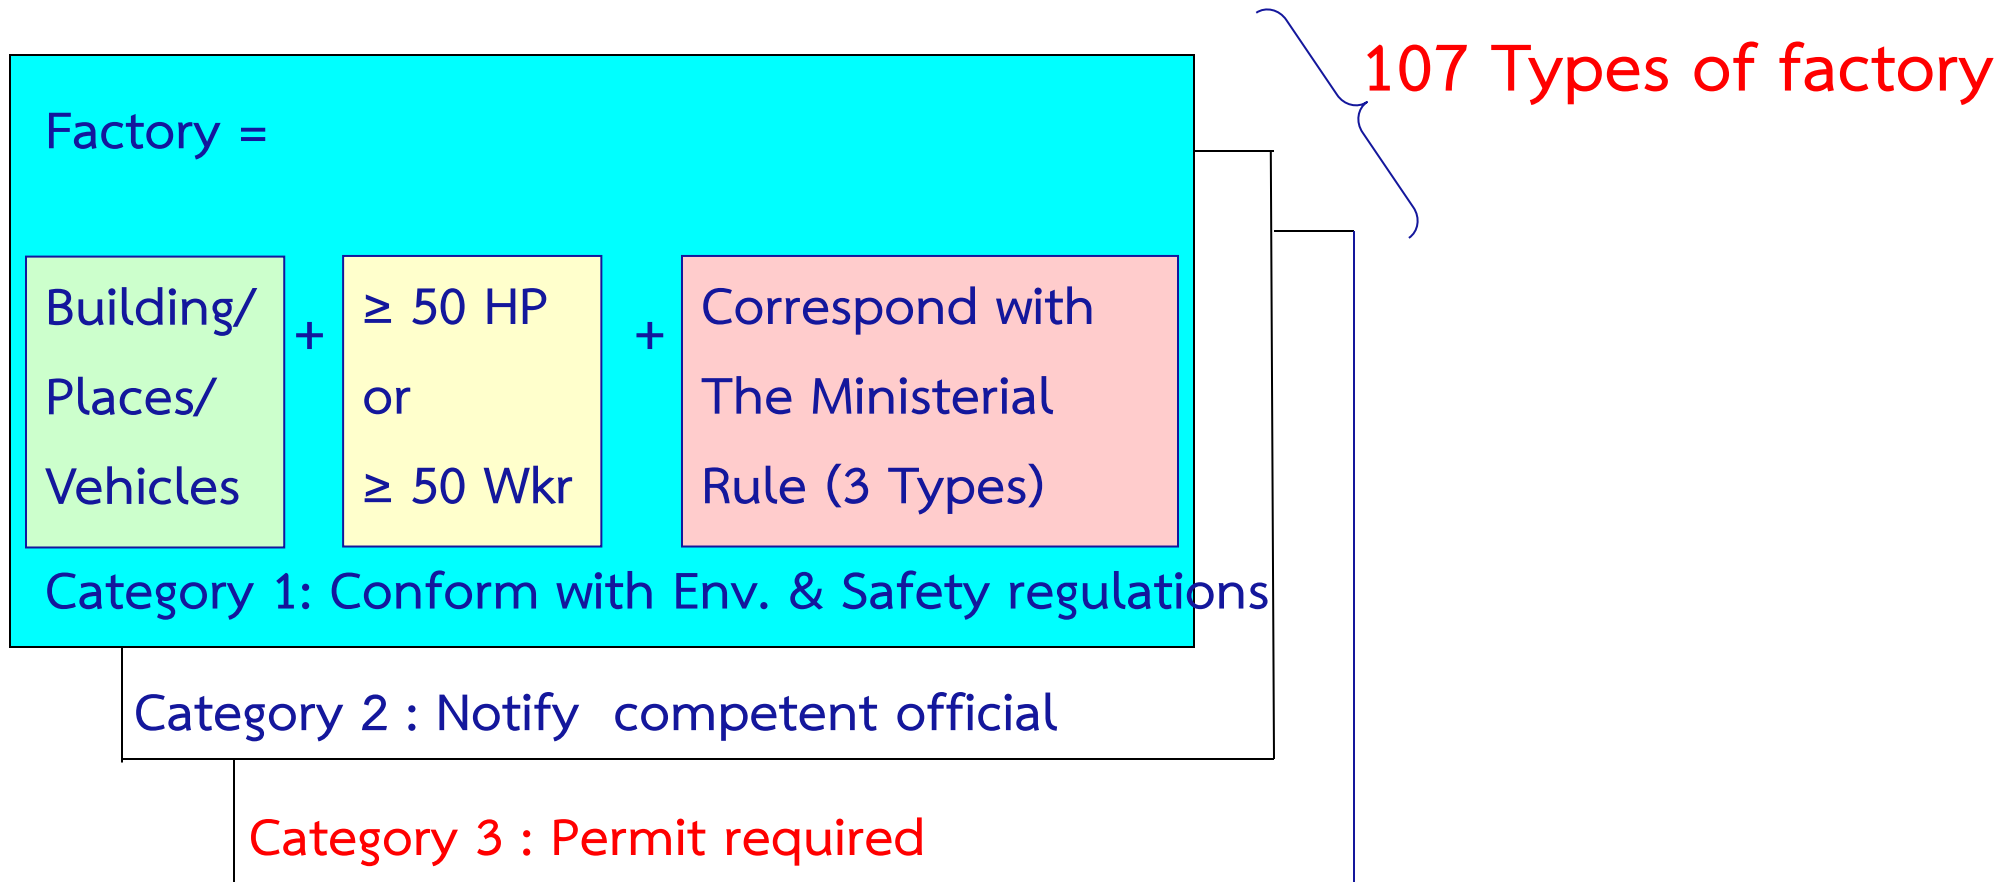 107 Types of factory
Factory =
Building/
Places/
Vehicles
+
≥ 50 HP
or
≥ 50 Wkr
+
Correspond with
The Ministerial
Rule (3 Types)
Category 1: Conform with Env. & Safety regulations
Category 2 : Notify  competent official
Category 3 : Permit required